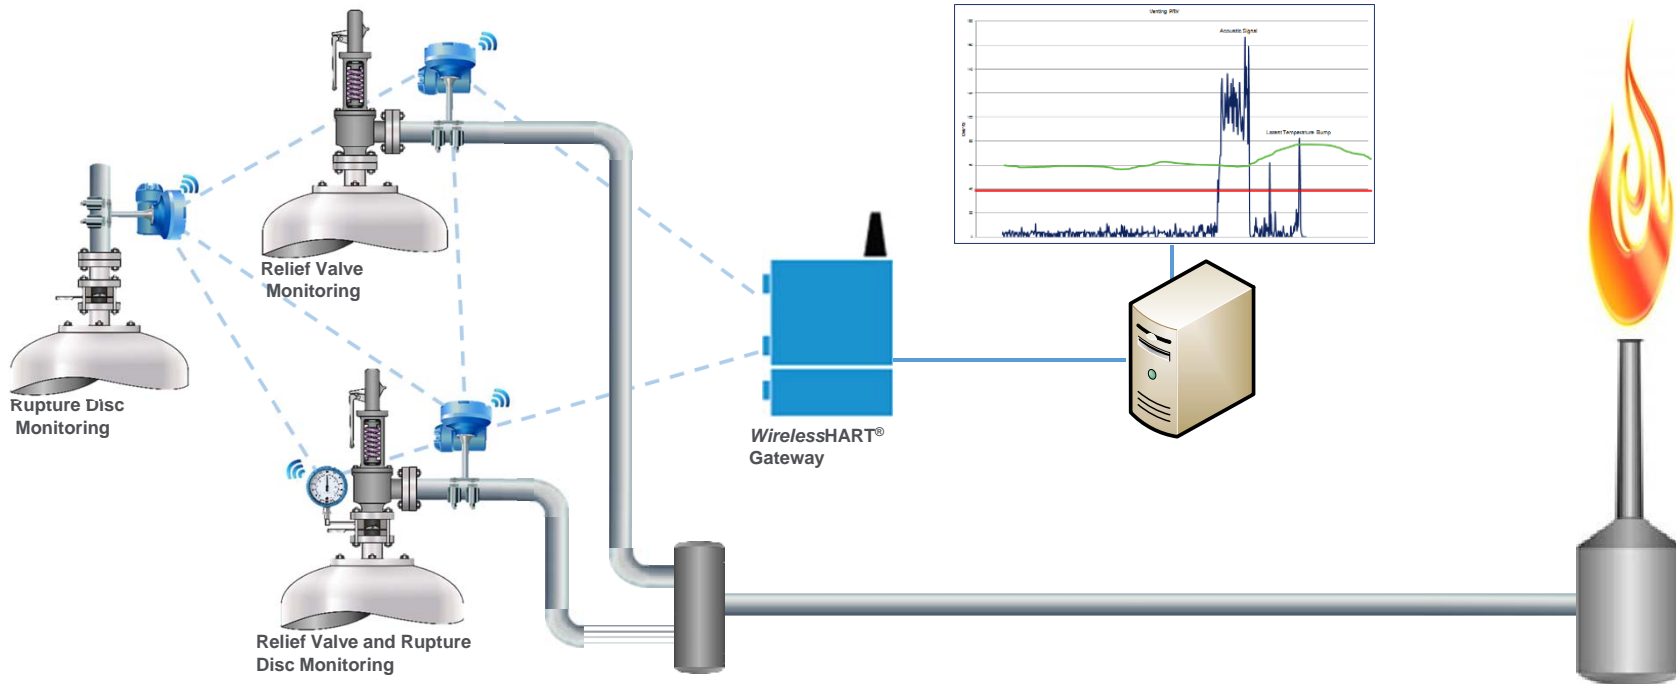 Venting PRV
Acoustic Signal
Latent Temperature Bump
Relief Valve
Monitoring
Rupture Disc
Monitoring
WirelessHART®
Gateway
Relief Valve and Rupture
Disc Monitoring